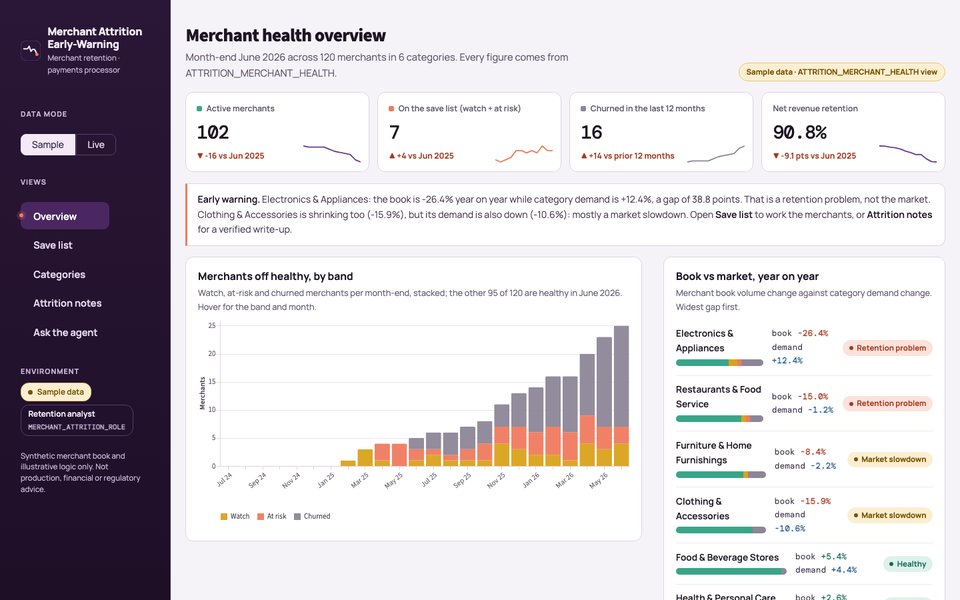 Merchant Attrition
Early-Warning
Merchant retention ·
payments processor
DATA MODE
Sample
Live
VIEWS
Overview
Save list
Categories
Attrition notes
Ask the agent
ENVIRONMENT
Sample data
Retention analyst
MERCHANT_ATTRITION_ROLE
Synthetic merchant book and
illustrative logic only. Not
production, financial or regulatory
advice.
Merchant health overview
Month-end June 2026 across 120 merchants in 6 categories. Every figure comes from
ATTRITION_MERCHANT_HEALTH.
Sample data · ATTRITION_MERCHANT_HEALTH view
Active merchants
102
▼ -16 vs Jun 2025
On the save list (watch + at risk)
7
▲ +4 vs Jun 2025
Churned in the last 12 months
16
▲ +14 vs prior 12 months
Net revenue retention
90.8%
▼ -9.1 pts vs Jun 2025
Early warning. Electronics & Appliances: the book is -26.4% year on year while category demand is +12.4%, a gap of 38.8 points. That is a retention problem, not the market.
Clothing & Accessories is shrinking too (-15.9%), but its demand is also down (-10.6%): mostly a market slowdown. Open Save list to work the merchants, or Attrition notes
for a verified write-up.
Merchants off healthy, by band
Watch, at-risk and churned merchants per month-end, stacked; the other 95 of 120 are healthy in June 2026.
Hover for the band and month.
Merchants
25
20
15
10
5
0
Jul 24
Sep 24
Nov 24
Jan 25
Mar 25
May 25
Jul 25
Sep 25
Nov 25
Jan 26
Mar 26
May 26
Watch
At risk
Churned
Book vs market, year on year
Merchant book volume change against category demand change.
Widest gap first.
Electronics &
Appliances
book -26.4%
demand
+12.4%
Retention problem
Restaurants & Food
Service
book -15.0%
demand -1.2%
Retention problem
Furniture & Home
Furnishings
book -8.4%
demand -2.2%
Market slowdown
Clothing &
Accessories
book -15.9%
demand
-10.6%
Market slowdown
Food & Beverage Stores
book +5.4%
demand +4.4%
Healthy
Health & Personal Care
book +2.6%